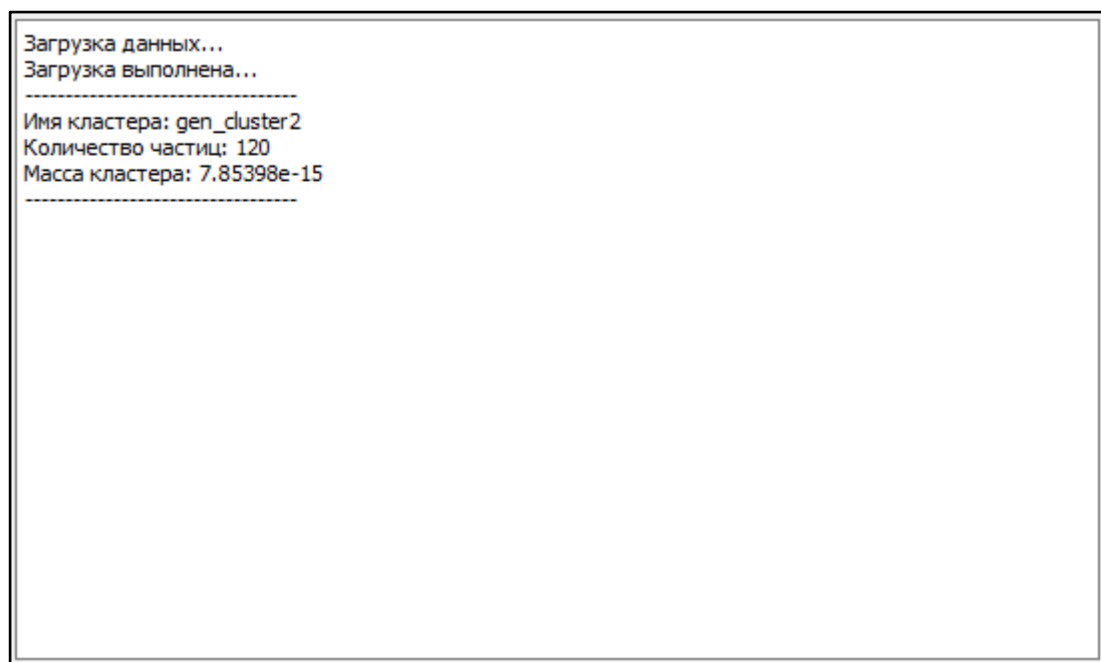 Загрузка данных...
Загрузка выполнена...
----------------------------------
Имя кластера: gen_cluster2
Количество частиц: 120
Масса кластера: 7.85398e-15
----------------------------------